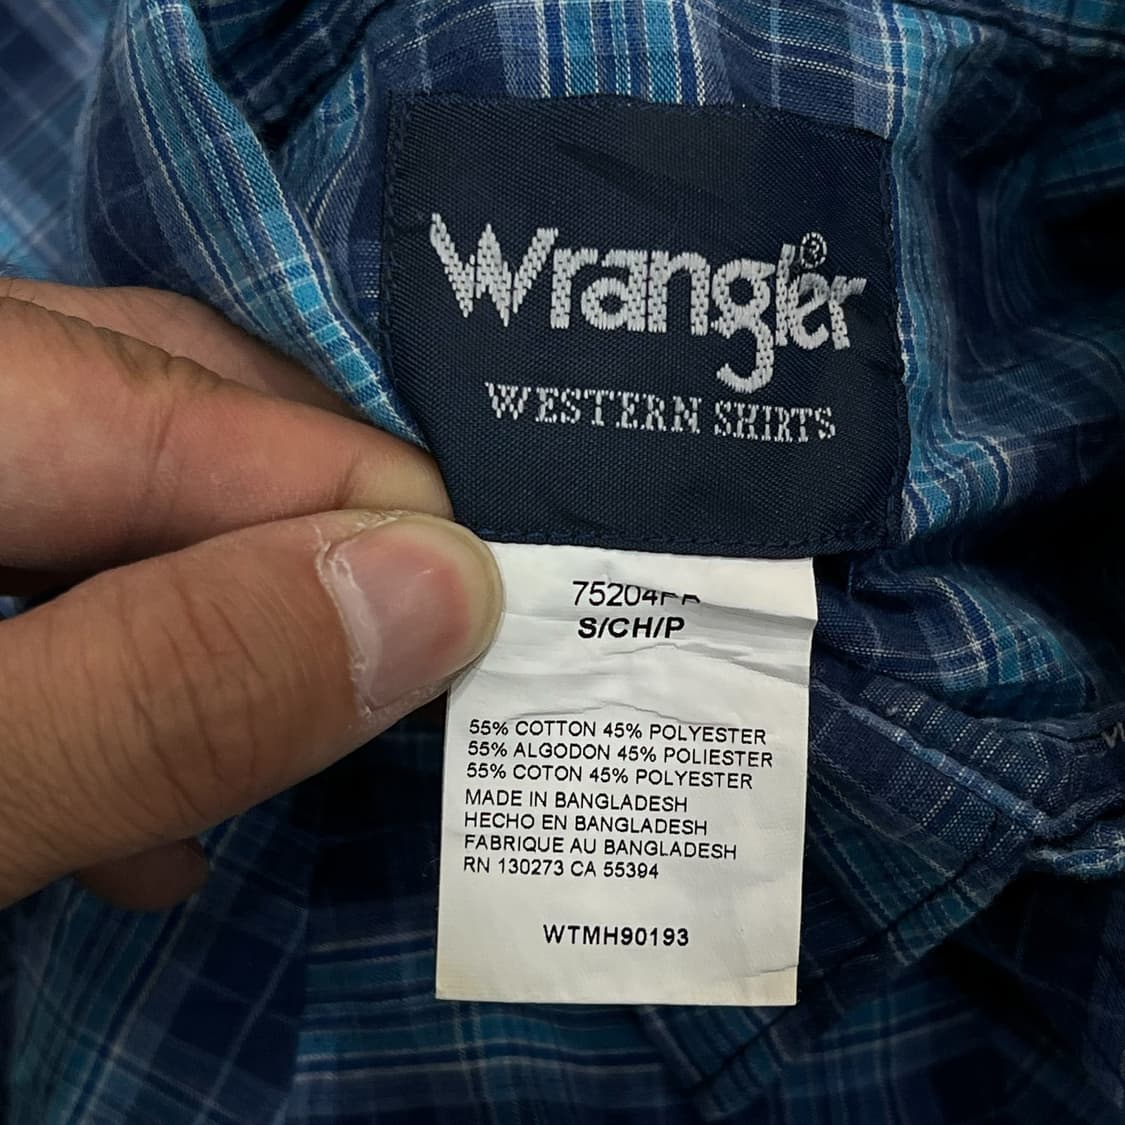 Wrangler®
WESTERN SHIRTS
S/CH/P
55% COTTON 45% POLYESTER
55% ALGODON 45% POLIESTER
55% COTON 45% POLYESTER
MADE IN BANGLADESH
HECHO EN BANGLADESH
FABRIQUE AU BANGLADESH
RN 130273 CA 55394
WTMH90193